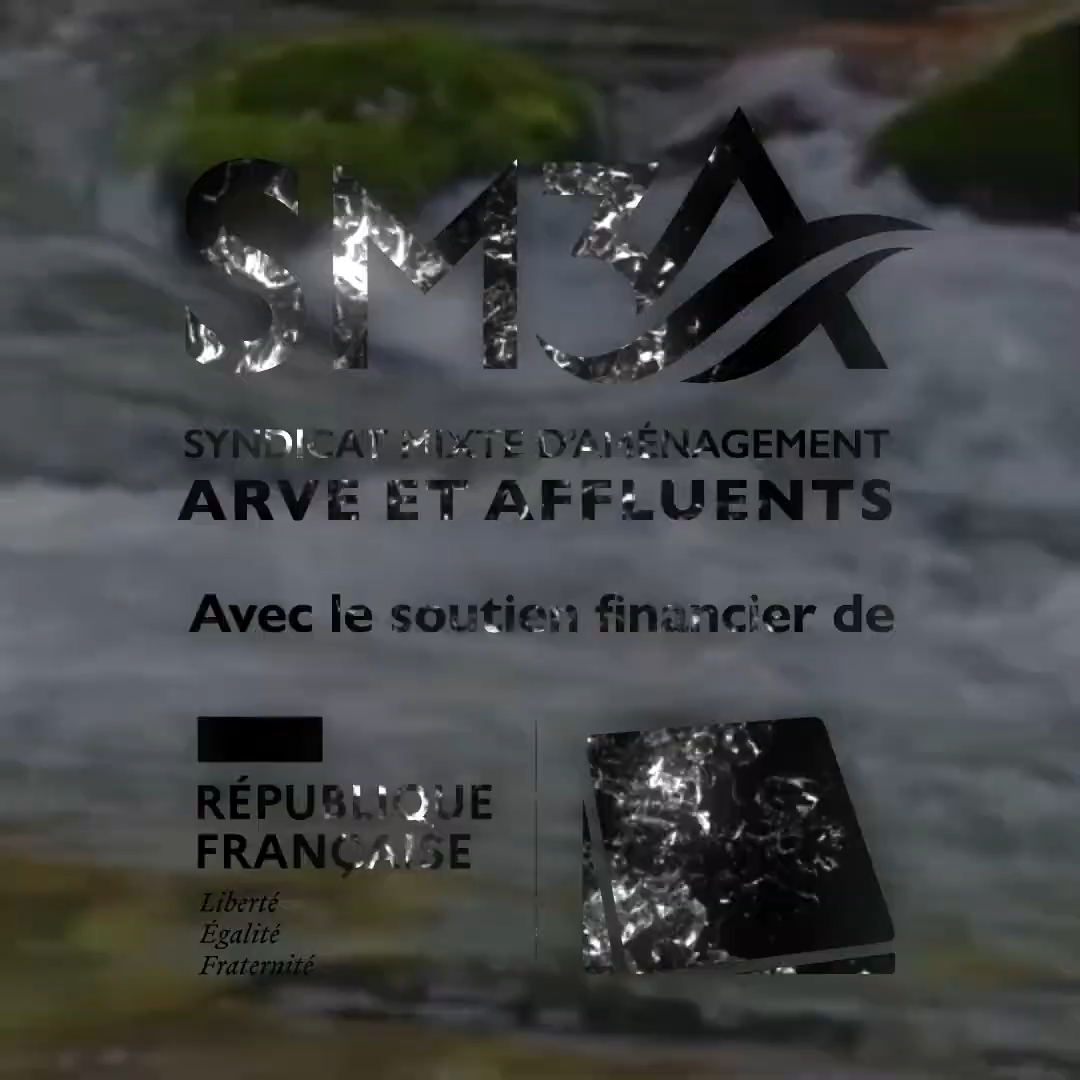 SM3A
SYNDICAT MIXTE D'AMÉNAGEMENT
ARVE ET AFFLUENTS
Avec le soutien financier de
RÉPUBLIQUE
FRANÇAISE
Liberté
Égalité
Fraternité